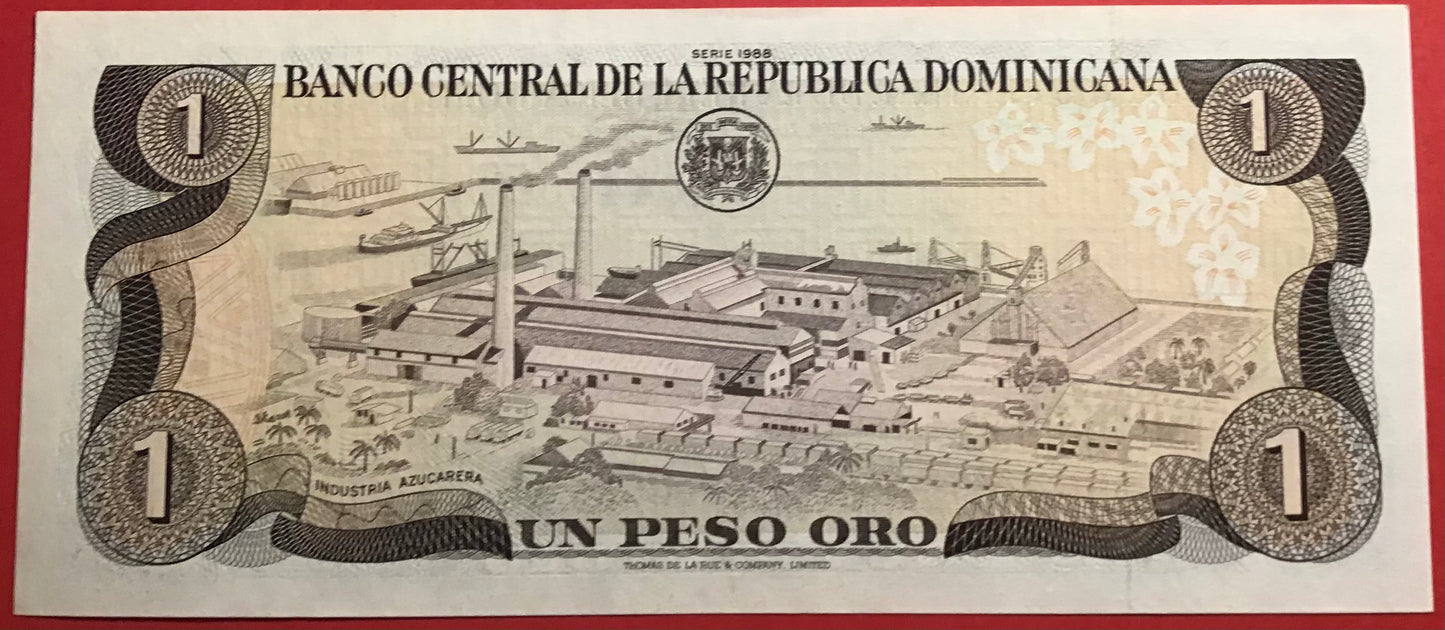 SERIE 1988
BANCO CENTRAL DE LA REPUBLICA DOMINICANA
1
1
INDUSTRIA AZUCARERA
1
1
UN PESO ORO
THOMAS DE LA RUE & COMPANY, LIMITED